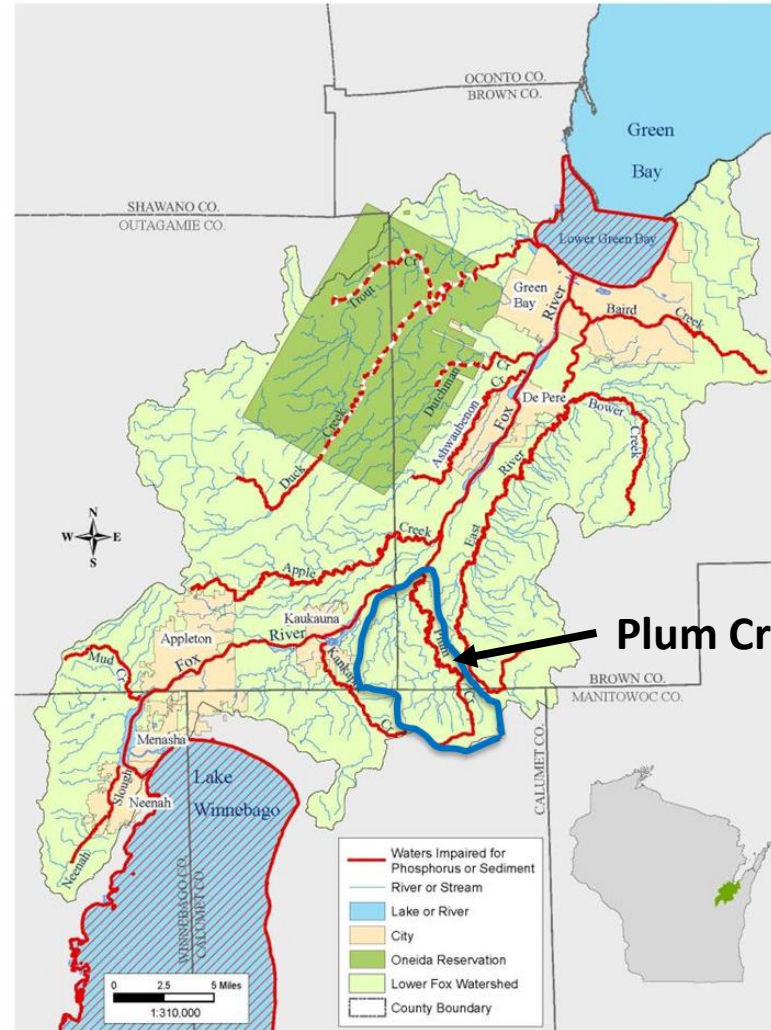 OCONTO CO.
BROWN CO.
Green
Bay
SHAWANO CO.
OUTAGAMIE CO.
Lower Green Bay
Trout
Cr
Green
Bay
River
Baird
Creek
Dutchman
Cr
Cr
Ashwaubenon
De Pere
Fox
Bower
Creek
Duck
Creek
River
East
N
W E
S
Apple
Creek
Kaukauna
Appleton
River
Fox
Mud
Cr
Kankapot
Cr
Plum
Cr
Plum Cr
BROWN CO.
MANITOWOC CO.
CALUMET CO.
Menasha
Lake
Winnebago
Slough
Neenah
Neenah
WINNEBAGO CO.
CALUMET CO.
Waters Impaired for
Phosphorus or Sediment
River or Stream
Lake or River
City
Oneida Reservation
Lower Fox Watershed
County Boundary
0 2.5 5 Miles
1:310,000